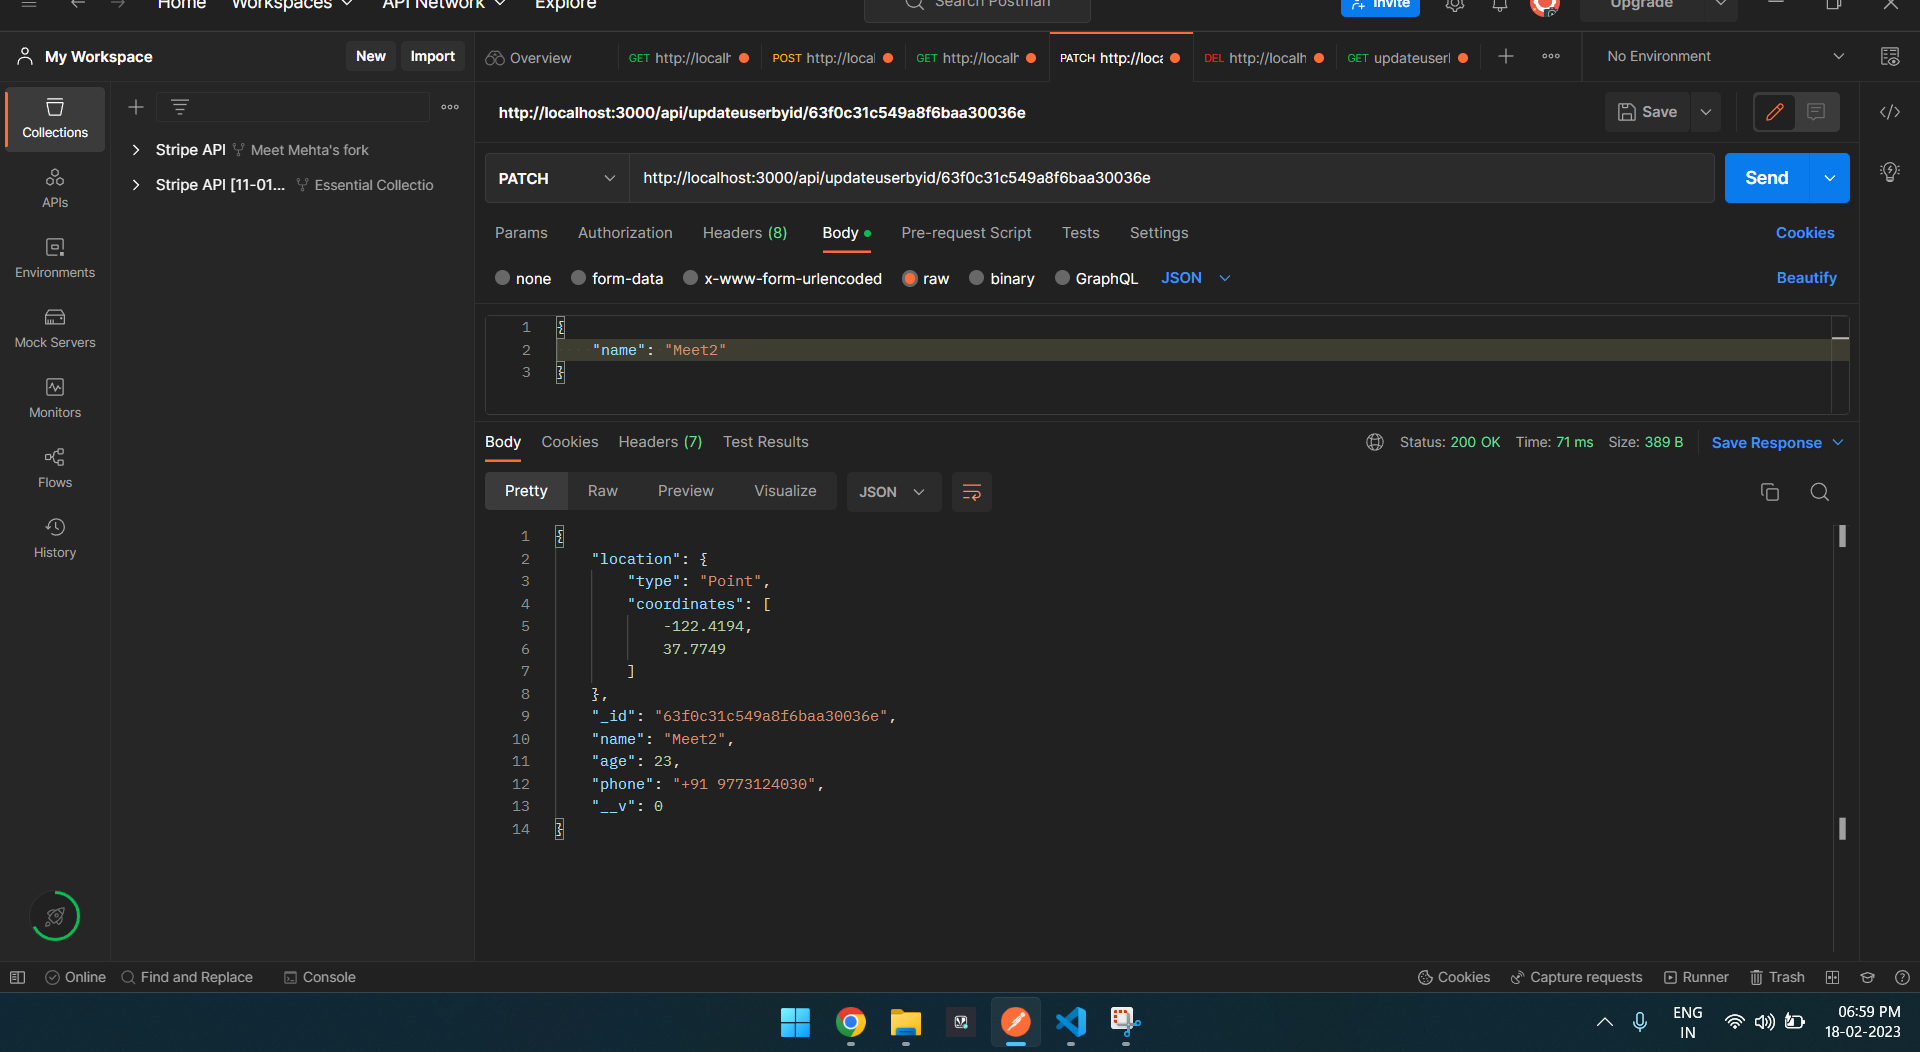 Home Workspaces API Network Explore Search Postman Invite Upgrade
My Workspace New Import
Overview GET http://localh POST http://local GET http://localh PATCH http://loca DEL http://localh GET updateuserl No Environment
Collections
APIs
Environments
Mock Servers
Monitors
Flows
History
Stripe API Meet Mehta's fork
Stripe API [11-01... Essential Collectio
http://localhost:3000/api/updateuserbyid/63f0c31c549a8f6baa30036e Save
PATCH http://localhost:3000/api/updateuserbyid/63f0c31c549a8f6baa30036e Send
Params Authorization Headers (8) Body Pre-request Script Tests Settings Cookies
none form-data x-www-form-urlencoded raw binary GraphQL JSON Beautify
1 {
2 "name": "Meet2"
3 }
Body Cookies Headers (7) Test Results Status: 200 OK Time: 71 ms Size: 389 B Save Response
Pretty Raw Preview Visualize JSON
1 {
2 "location": {
3 "type": "Point",
4 "coordinates": [
5 -122.4194,
6 37.7749
7 ]
8 },
9 "_id": "63f0c31c549a8f6baa30036e",
10 "name": "Meet2",
11 "age": 23,
12 "phone": "+91 9773124030",
13 "__v": 0
14 }
Online Find and Replace Console Cookies Capture requests Runner Trash
ENG
IN
06:59 PM
18-02-2023